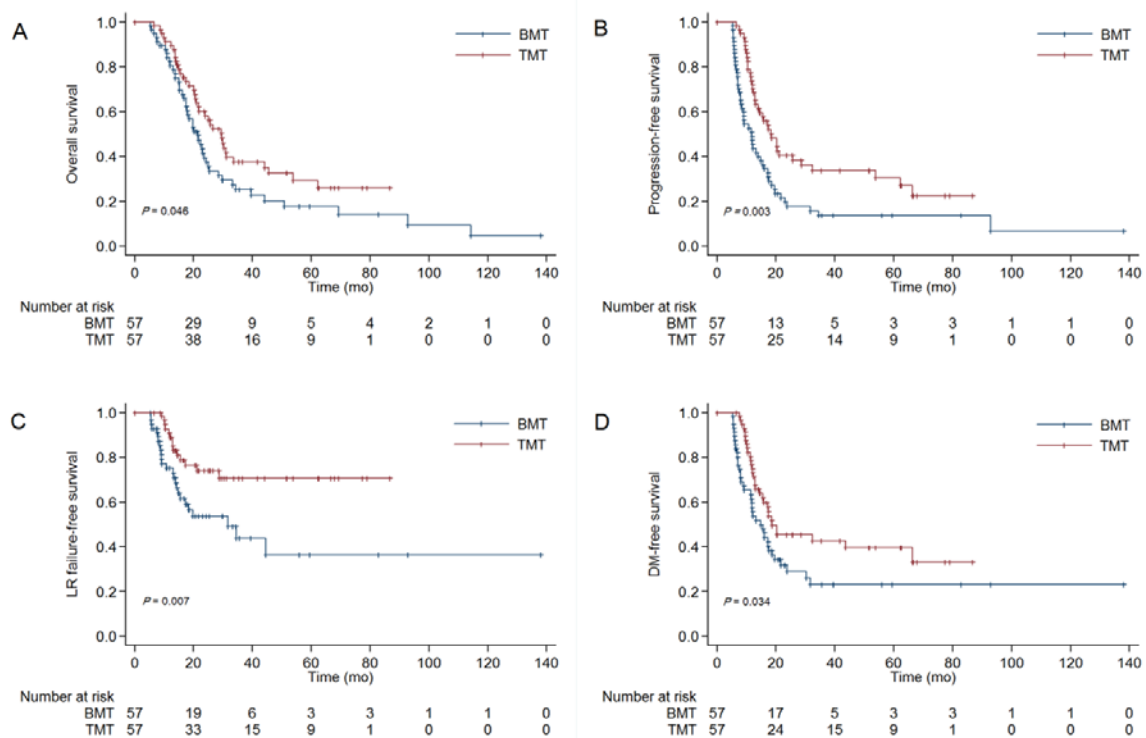 A
BMT
TMT
Overall survival
1.0
0.8
0.6
0.4
0.2
0.0
P = 0.046
0 20 40 60 80 100 120 140
Time (mo)
Number at risk
BMT 57 29 9 5 4 2 1 0
TMT 57 38 16 9 1 0 0 0
B
BMT
TMT
Progression-free survival
1.0
0.8
0.6
0.4
0.2
0.0
P = 0.003
0 20 40 60 80 100 120 140
Time (mo)
Number at risk
BMT 57 13 5 3 3 1 1 0
TMT 57 25 14 9 1 0 0 0
C
BMT
TMT
LR failure-free survival
1.0
0.8
0.6
0.4
0.2
0.0
P = 0.007
0 20 40 60 80 100 120 140
Time (mo)
Number at risk
BMT 57 19 6 3 3 1 1 0
TMT 57 33 15 9 1 0 0 0
D
BMT
TMT
DM-free survival
1.0
0.8
0.6
0.4
0.2
0.0
P = 0.034
0 20 40 60 80 100 120 140
Time (mo)
Number at risk
BMT 57 17 5 3 3 1 1 0
TMT 57 24 15 9 1 0 0 0